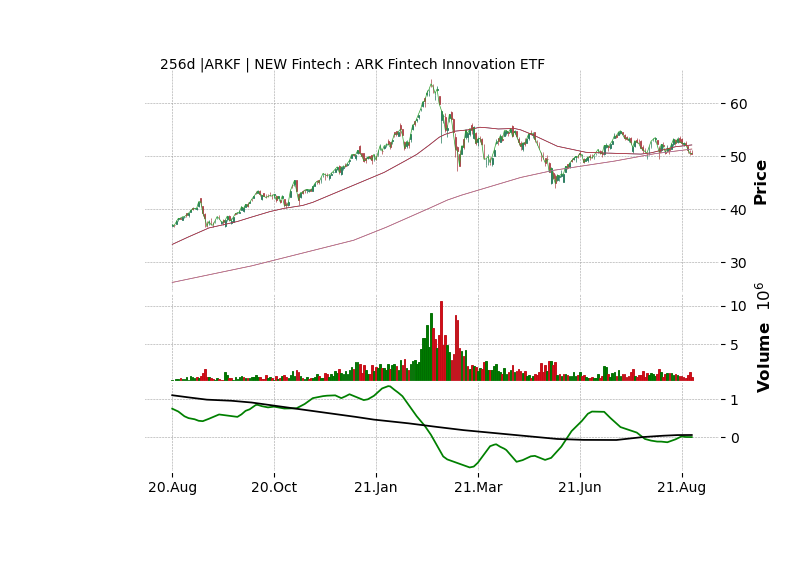 256d |ARKF | NEW Fintech : ARK Fintech Innovation ETF
60
50
40
30
Price
10
5
Volume 10^6
1
0
20.Aug 20.Oct 21.Jan 21.Mar 21.Jun 21.Aug